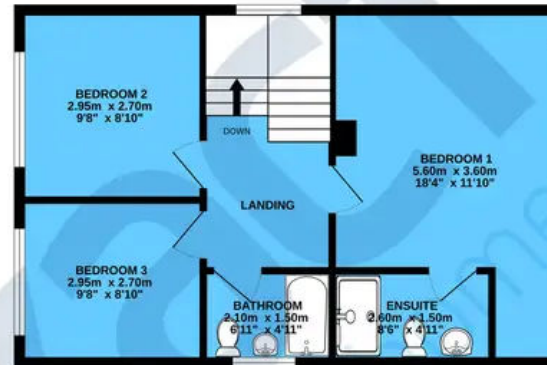 BEDROOM 2
2.95m x 2.70m
9'8" x 8'10"
DOWN
BEDROOM 1
5.60m x 3.60m
18'4" x 11'10"
LANDING
BEDROOM 3
2.95m x 2.70m
9'8" x 8'10"
BATHROOM
2.10m x 1.50m
6'11" x 4'11"
ENSUITE
2.60m x 1.50m
8'6" x 4'11"